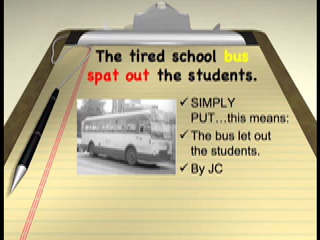 The tired school bus
spat out the students.
SIMPLY
PUT...this means:
The bus let out
the students.
By JC